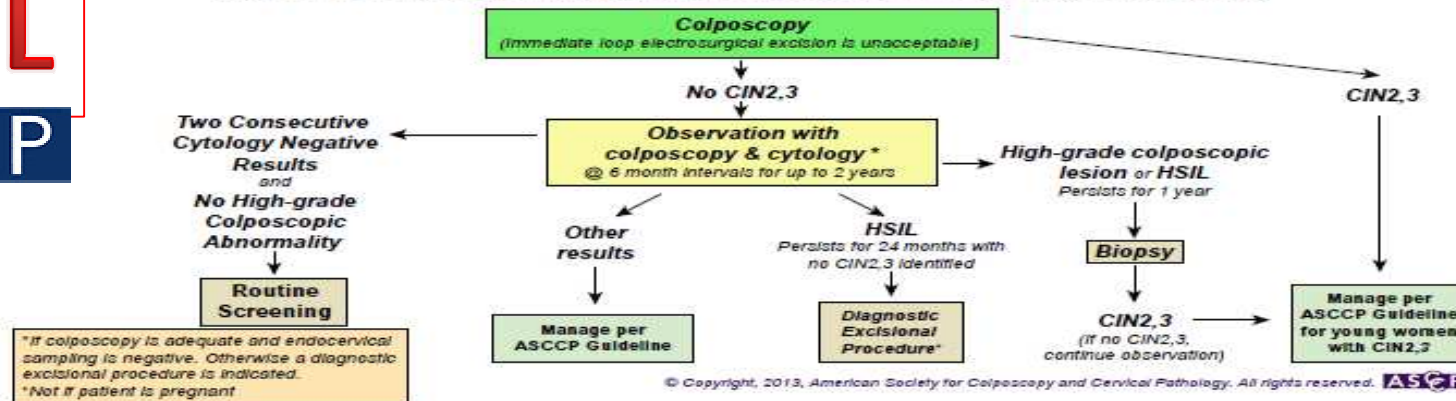 L
P
Colposcopy
(Immediate loop electrosurgical excision is unacceptable)
No CIN2,3
CIN2,3
Two Consecutive
Cytology Negative
Results
and
No High-grade
Colposcopic
Abnormality
Observation with
colposcopy & cytology *
@ 6 month intervals for up to 2 years
High-grade colposcopic
lesion or HSIL
Persists for 1 year
Other
results
HSIL
Persists for 24 months with
no CIN2,3 identified
Biopsy
Routine
Screening
Manage per
ASCCP Guideline
Diagnostic
Excisional
Procedure+
CIN2,3
(If no CIN2,3,
continue observation)
Manage per
ASCCP Guideline
for young women
with CIN2,3
*If colposcopy is adequate and endocervical
sampling is negative. Otherwise a diagnostic
excisional procedure is indicated.
+Not if patient is pregnant
© Copyright, 2013, American Society for Colposcopy and Cervical Pathology. All rights reserved.